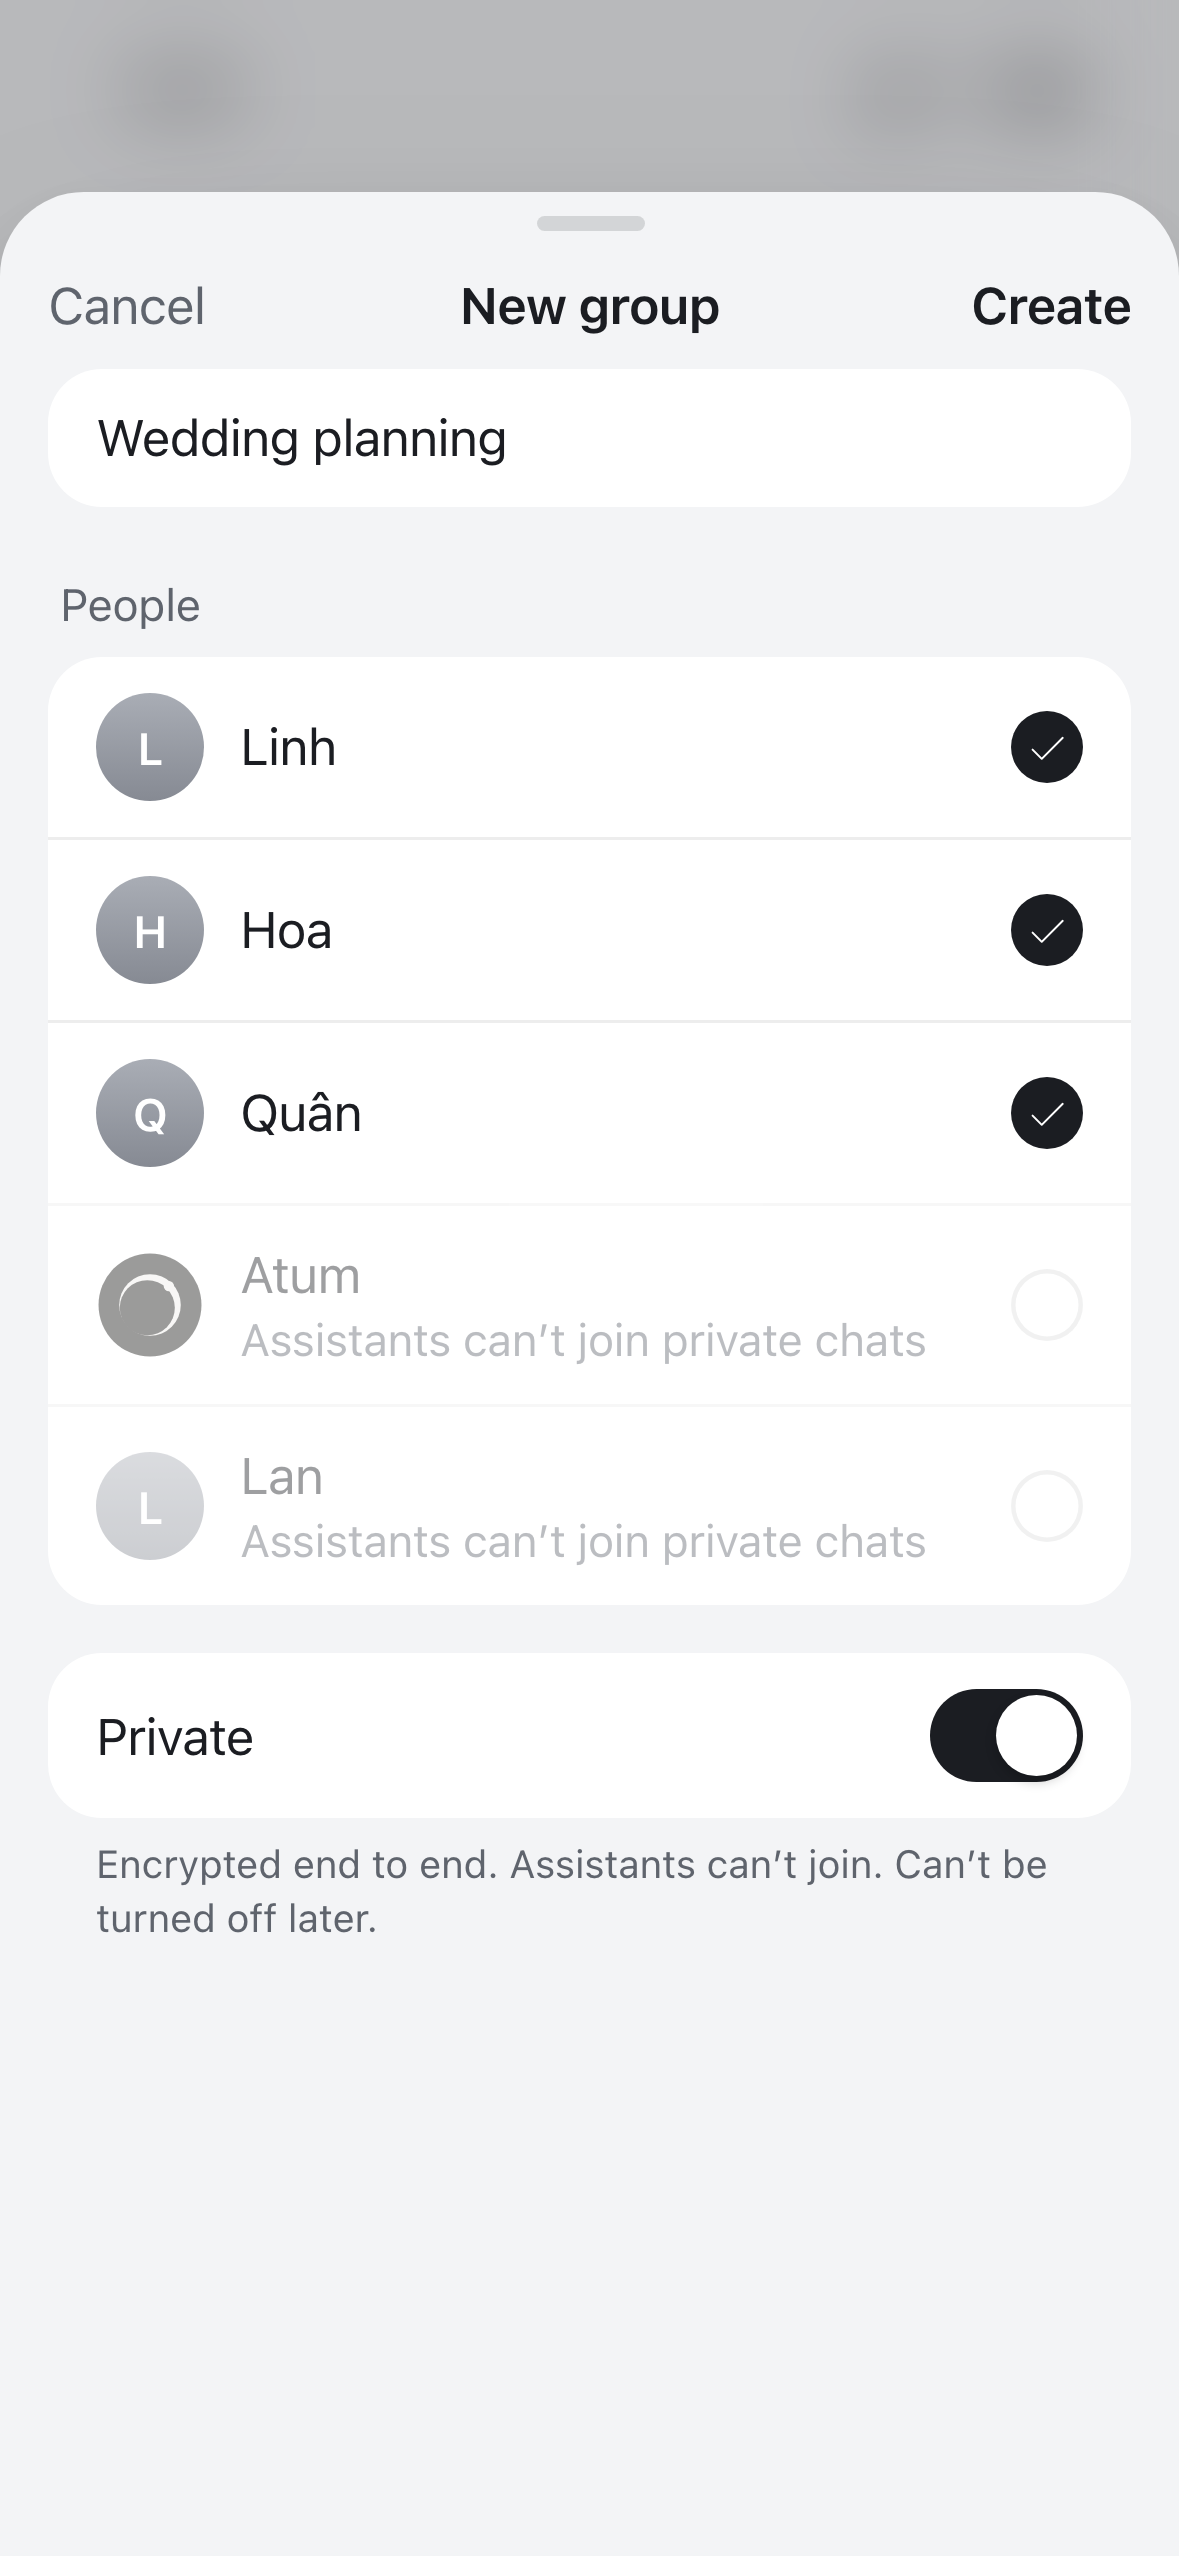 Cancel New group Create
Wedding planning
People
L Linh
H Hoa
Q Quân
Atum
Assistants can’t join private chats
L Lan
Assistants can’t join private chats
Private
Encrypted end to end. Assistants can’t join. Can’t be
turned off later.